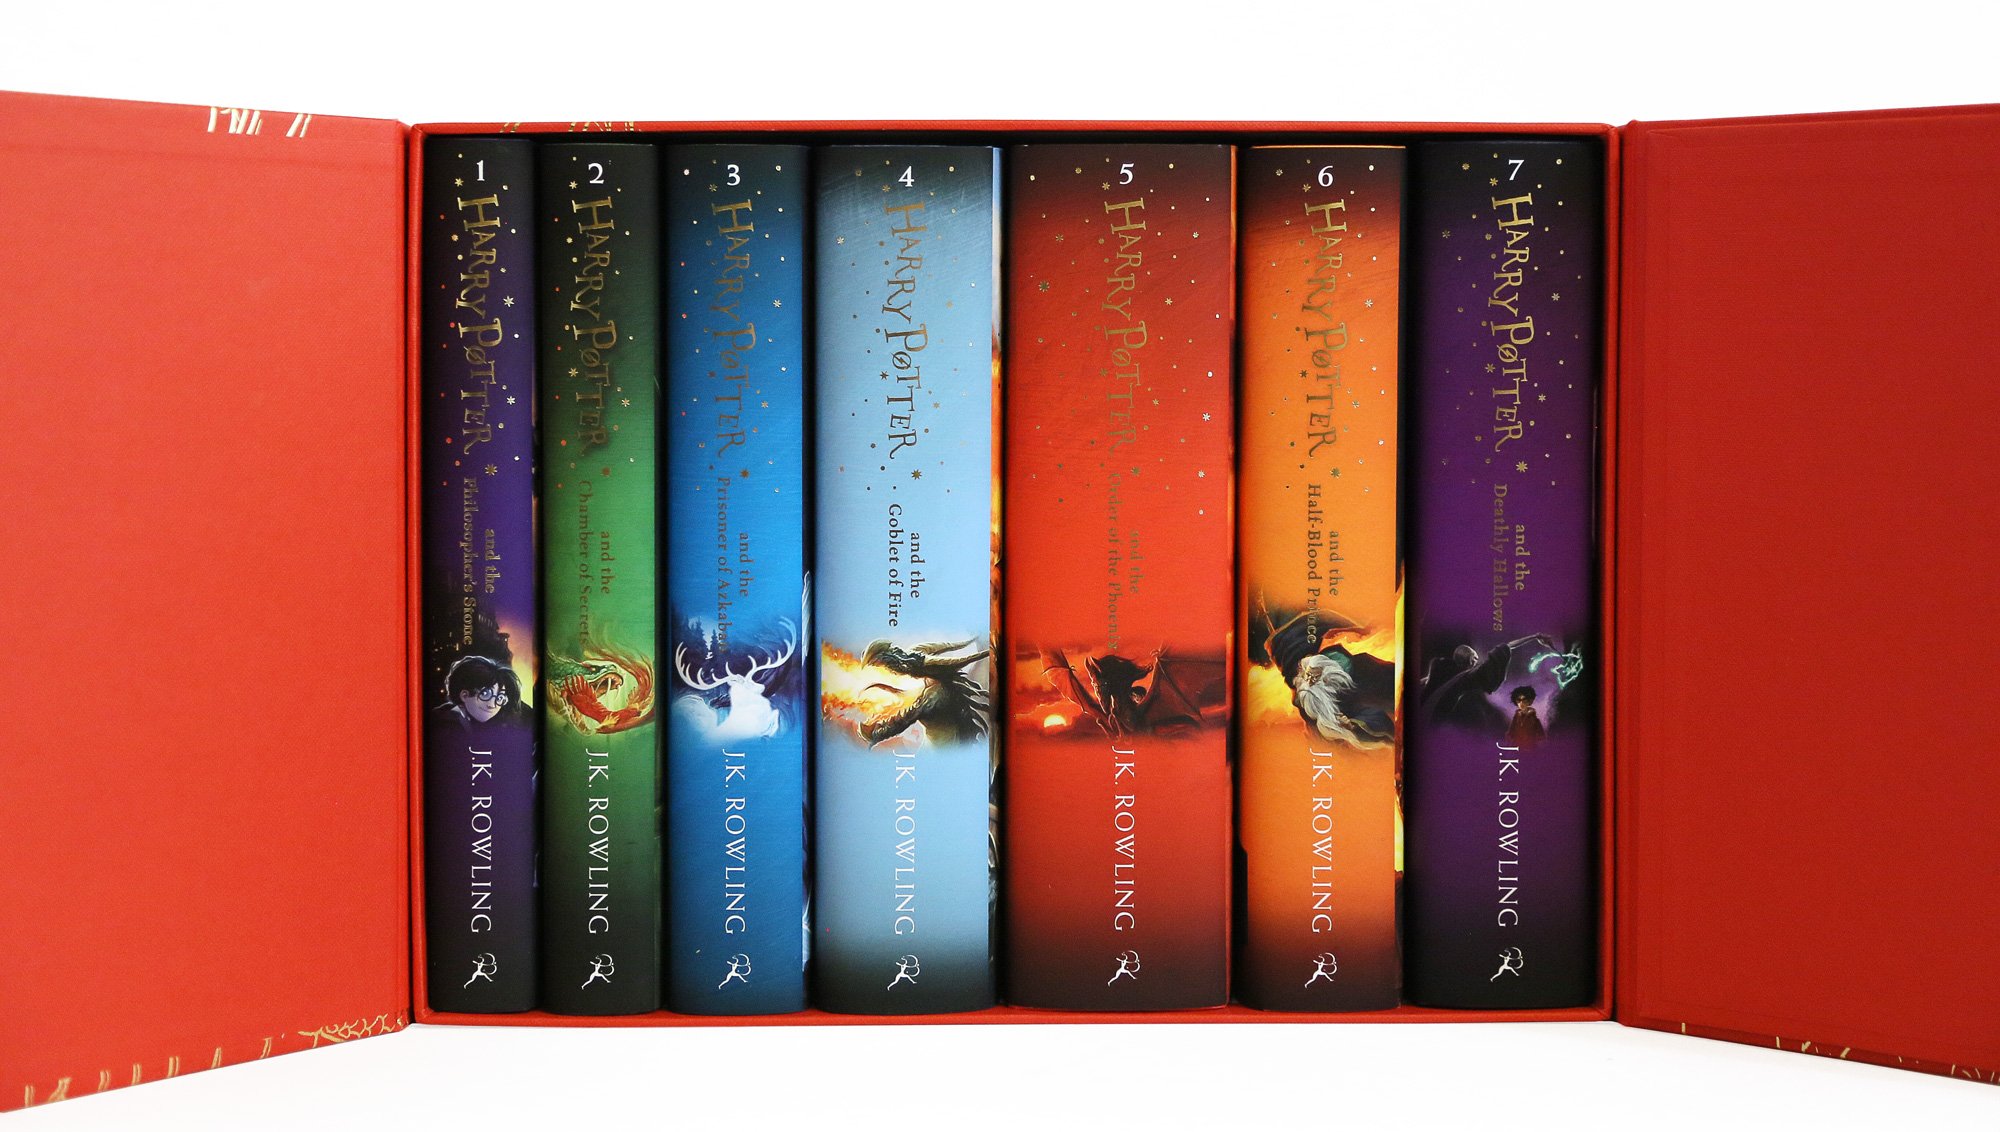 1
HARRY POTTER
and the
Philosopher's Stone
J.K. ROWLING
2
HARRY POTTER
and the
Chamber of Secrets
J.K. ROWLING
3
HARRY POTTER
and the
Prisoner of Azkaban
J.K. ROWLING
4
HARRY POTTER
and the
Goblet of Fire
J.K. ROWLING
5
HARRY POTTER
and the
Order of the Phoenix
J.K. ROWLING
6
HARRY POTTER
and the
Half-Blood Prince
J.K. ROWLING
7
HARRY POTTER
and the
Deathly Hallows
J.K. ROWLING